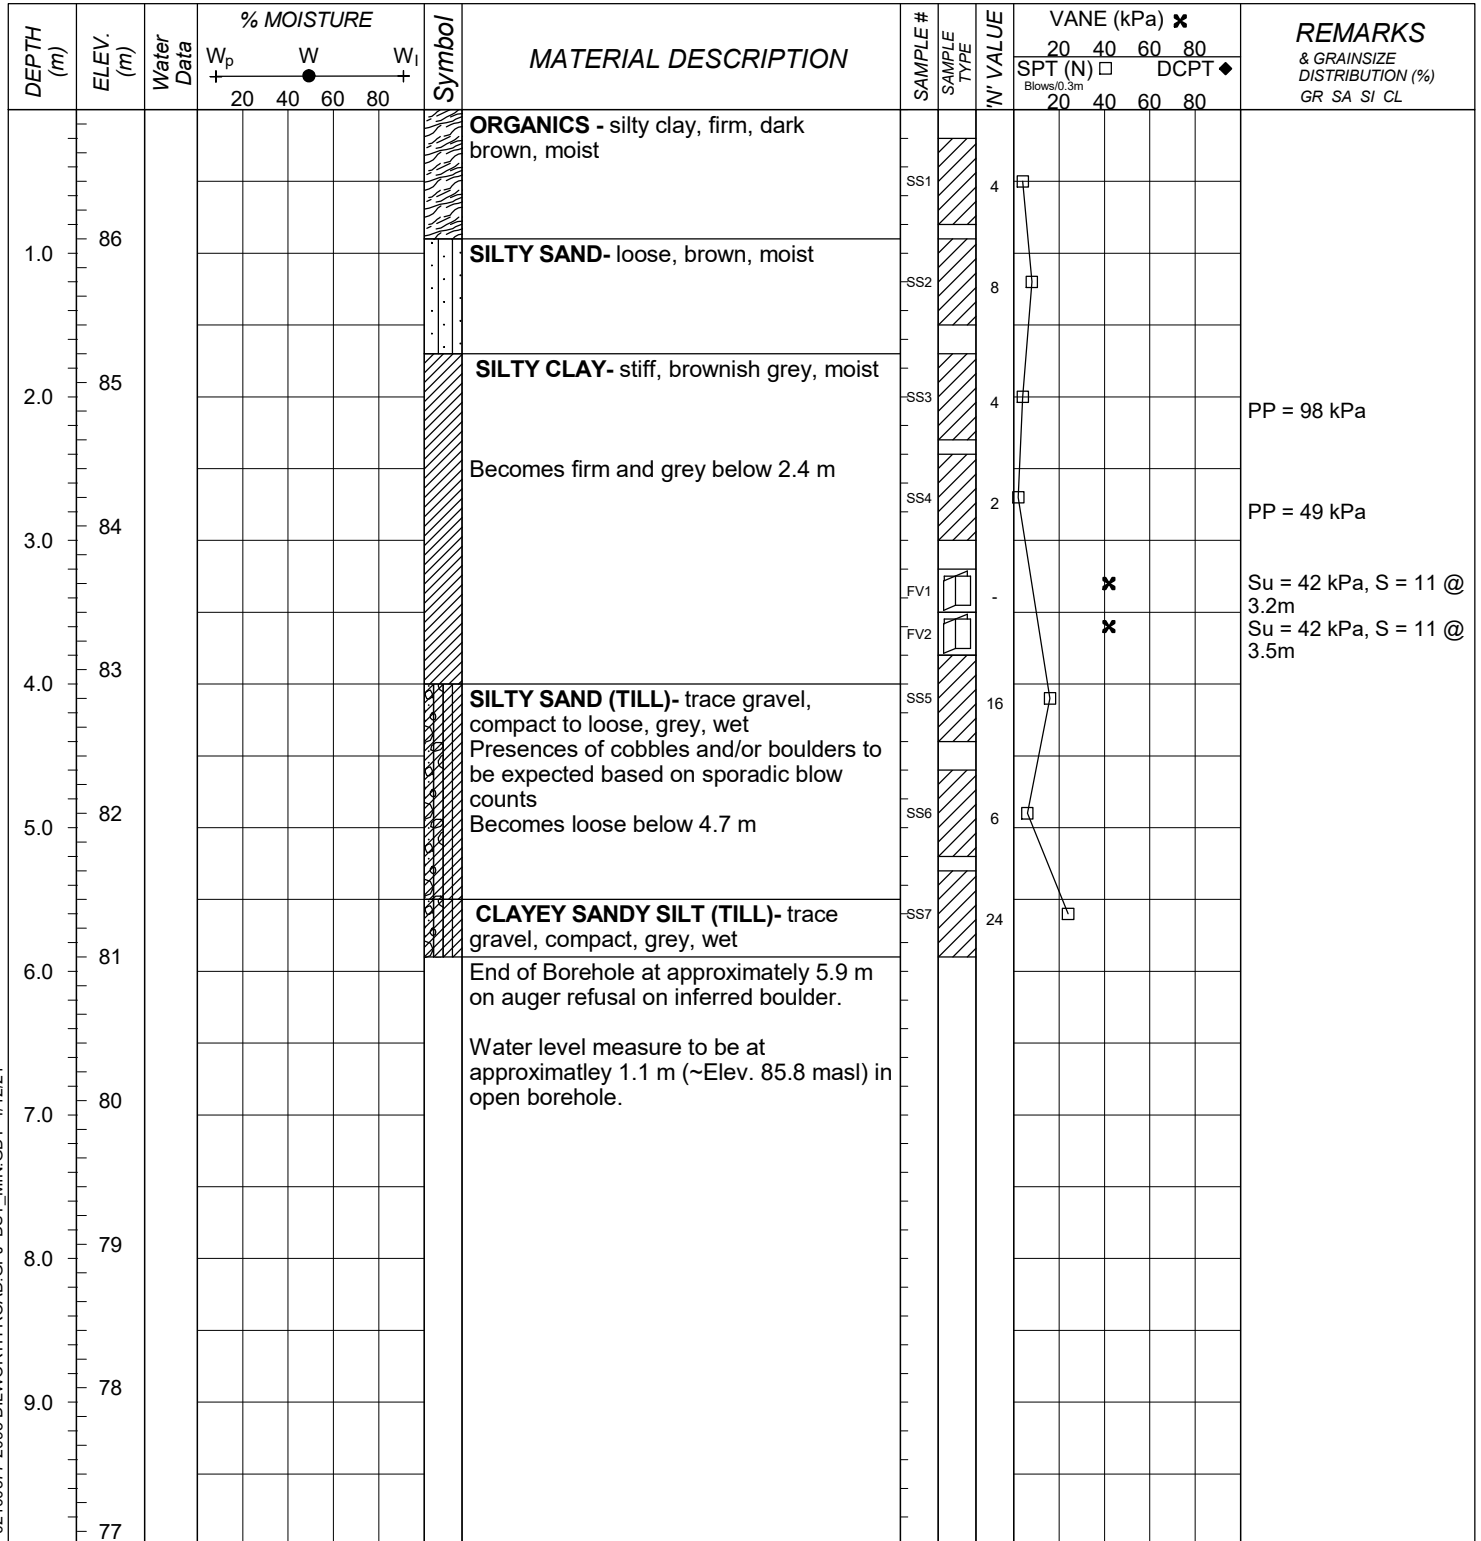 DEPTH (m)
ELEV. (m)
Water Data
% MOISTURE
Wp W Wl
20 40 60 80
Symbol
MATERIAL DESCRIPTION
SAMPLE #
SAMPLE TYPE
'N' VALUE
VANE (kPa) ✖
20 40 60 80
SPT (N) □ DCPT ◆
Blows/0.3m
20 40 60 80
REMARKS
& GRAINSIZE
DISTRIBUTION (%)
GR SA SI CL
ORGANICS - silty clay, firm, dark
brown, moist
SS1 4
86
1.0
SILTY SAND- loose, brown, moist
SS2 8
SILTY CLAY- stiff, brownish grey, moist
85
2.0
SS3 4
PP = 98 kPa
Becomes firm and grey below 2.4 m
SS4 2
PP = 49 kPa
84
3.0
FV1 -
Su = 42 kPa, S = 11 @
3.2m
FV2
Su = 42 kPa, S = 11 @
3.5m
83
4.0
SILTY SAND (TILL)- trace gravel,
compact to loose, grey, wet
SS5 16
Presences of cobbles and/or boulders to
be expected based on sporadic blow
counts
82
5.0
SS6 6
Becomes loose below 4.7 m
CLAYEY SANDY SILT (TILL)- trace
gravel, compact, grey, wet
SS7 24
81
6.0
End of Borehole at approximately 5.9 m
on auger refusal on inferred boulder.
Water level measure to be at
approximatley 1.1 m (~Elev. 85.8 masl) in
open borehole.
80
7.0
79
8.0
78
9.0
77